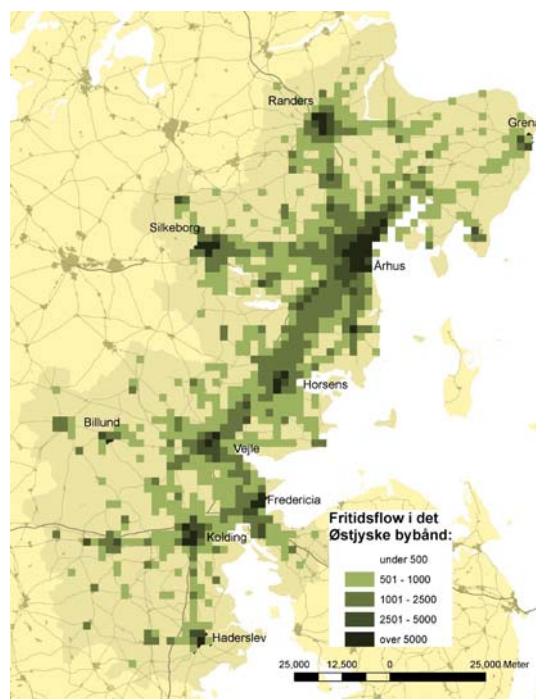 Randers
Grenå
Silkeborg
Århus
Horsens
Billund
Vejle
Fredericia
Kolding
Haderslev
Fritidsflow i det
Østjyske bybånd:
under 500
501 - 1000
1001 - 2500
2501 - 5000
over 5000
25,000 12,500 0 25,000 Meter